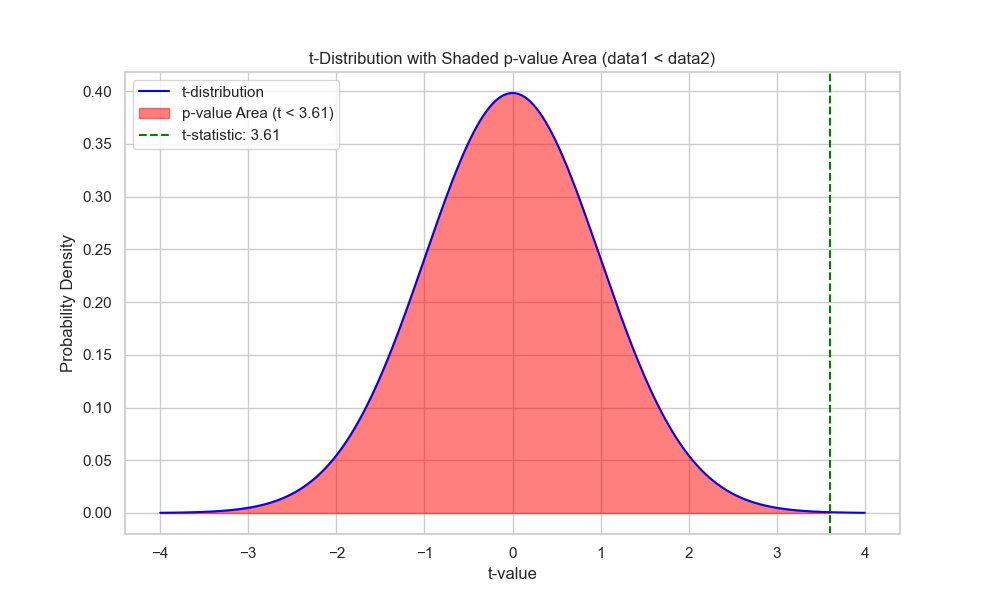 t-Distribution with Shaded p-value Area (data1 < data2)
t-distribution
p-value Area (t < 3.61)
t-statistic: 3.61
0.40
0.35
0.30
0.25
0.20
0.15
0.10
0.05
0.00
Probability Density
−4 −3 −2 −1 0 1 2 3 4
t-value